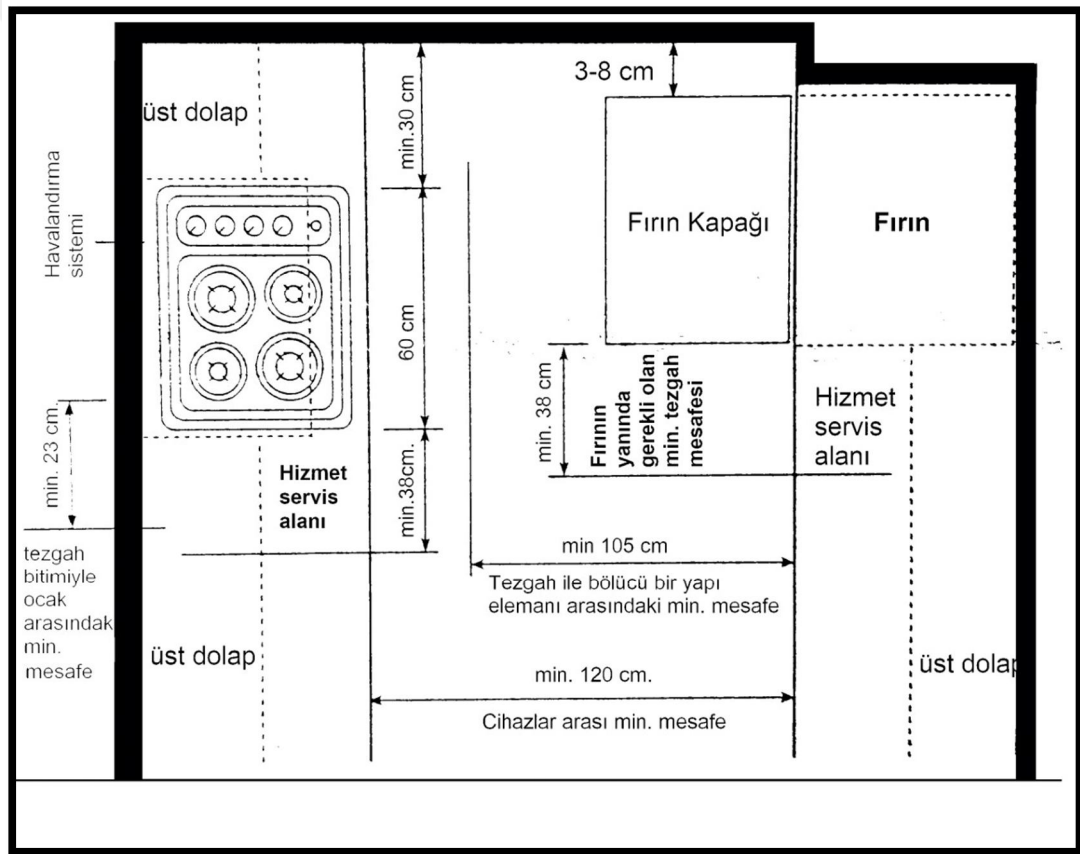 3-8 cm
üst dolap
min.30 cm
Havalandırma
sistemi
Fırın Kapağı
Fırın
60 cm
min. 38 cm
Fırının
yanında
gerekli olan
min. tezgah
mesafesi
Hizmet
servis
alanı
min. 23 cm.
Hizmet
servis
alanı
min.38cm.
tezgah
bitimiyle
ocak
arasındak
min.
mesafe
min 105 cm
Tezgah ile bölücü bir yapı
elemanı arasındaki min. mesafe
üst dolap
üst dolap
min. 120 cm.
Cihazlar arası min. mesafe